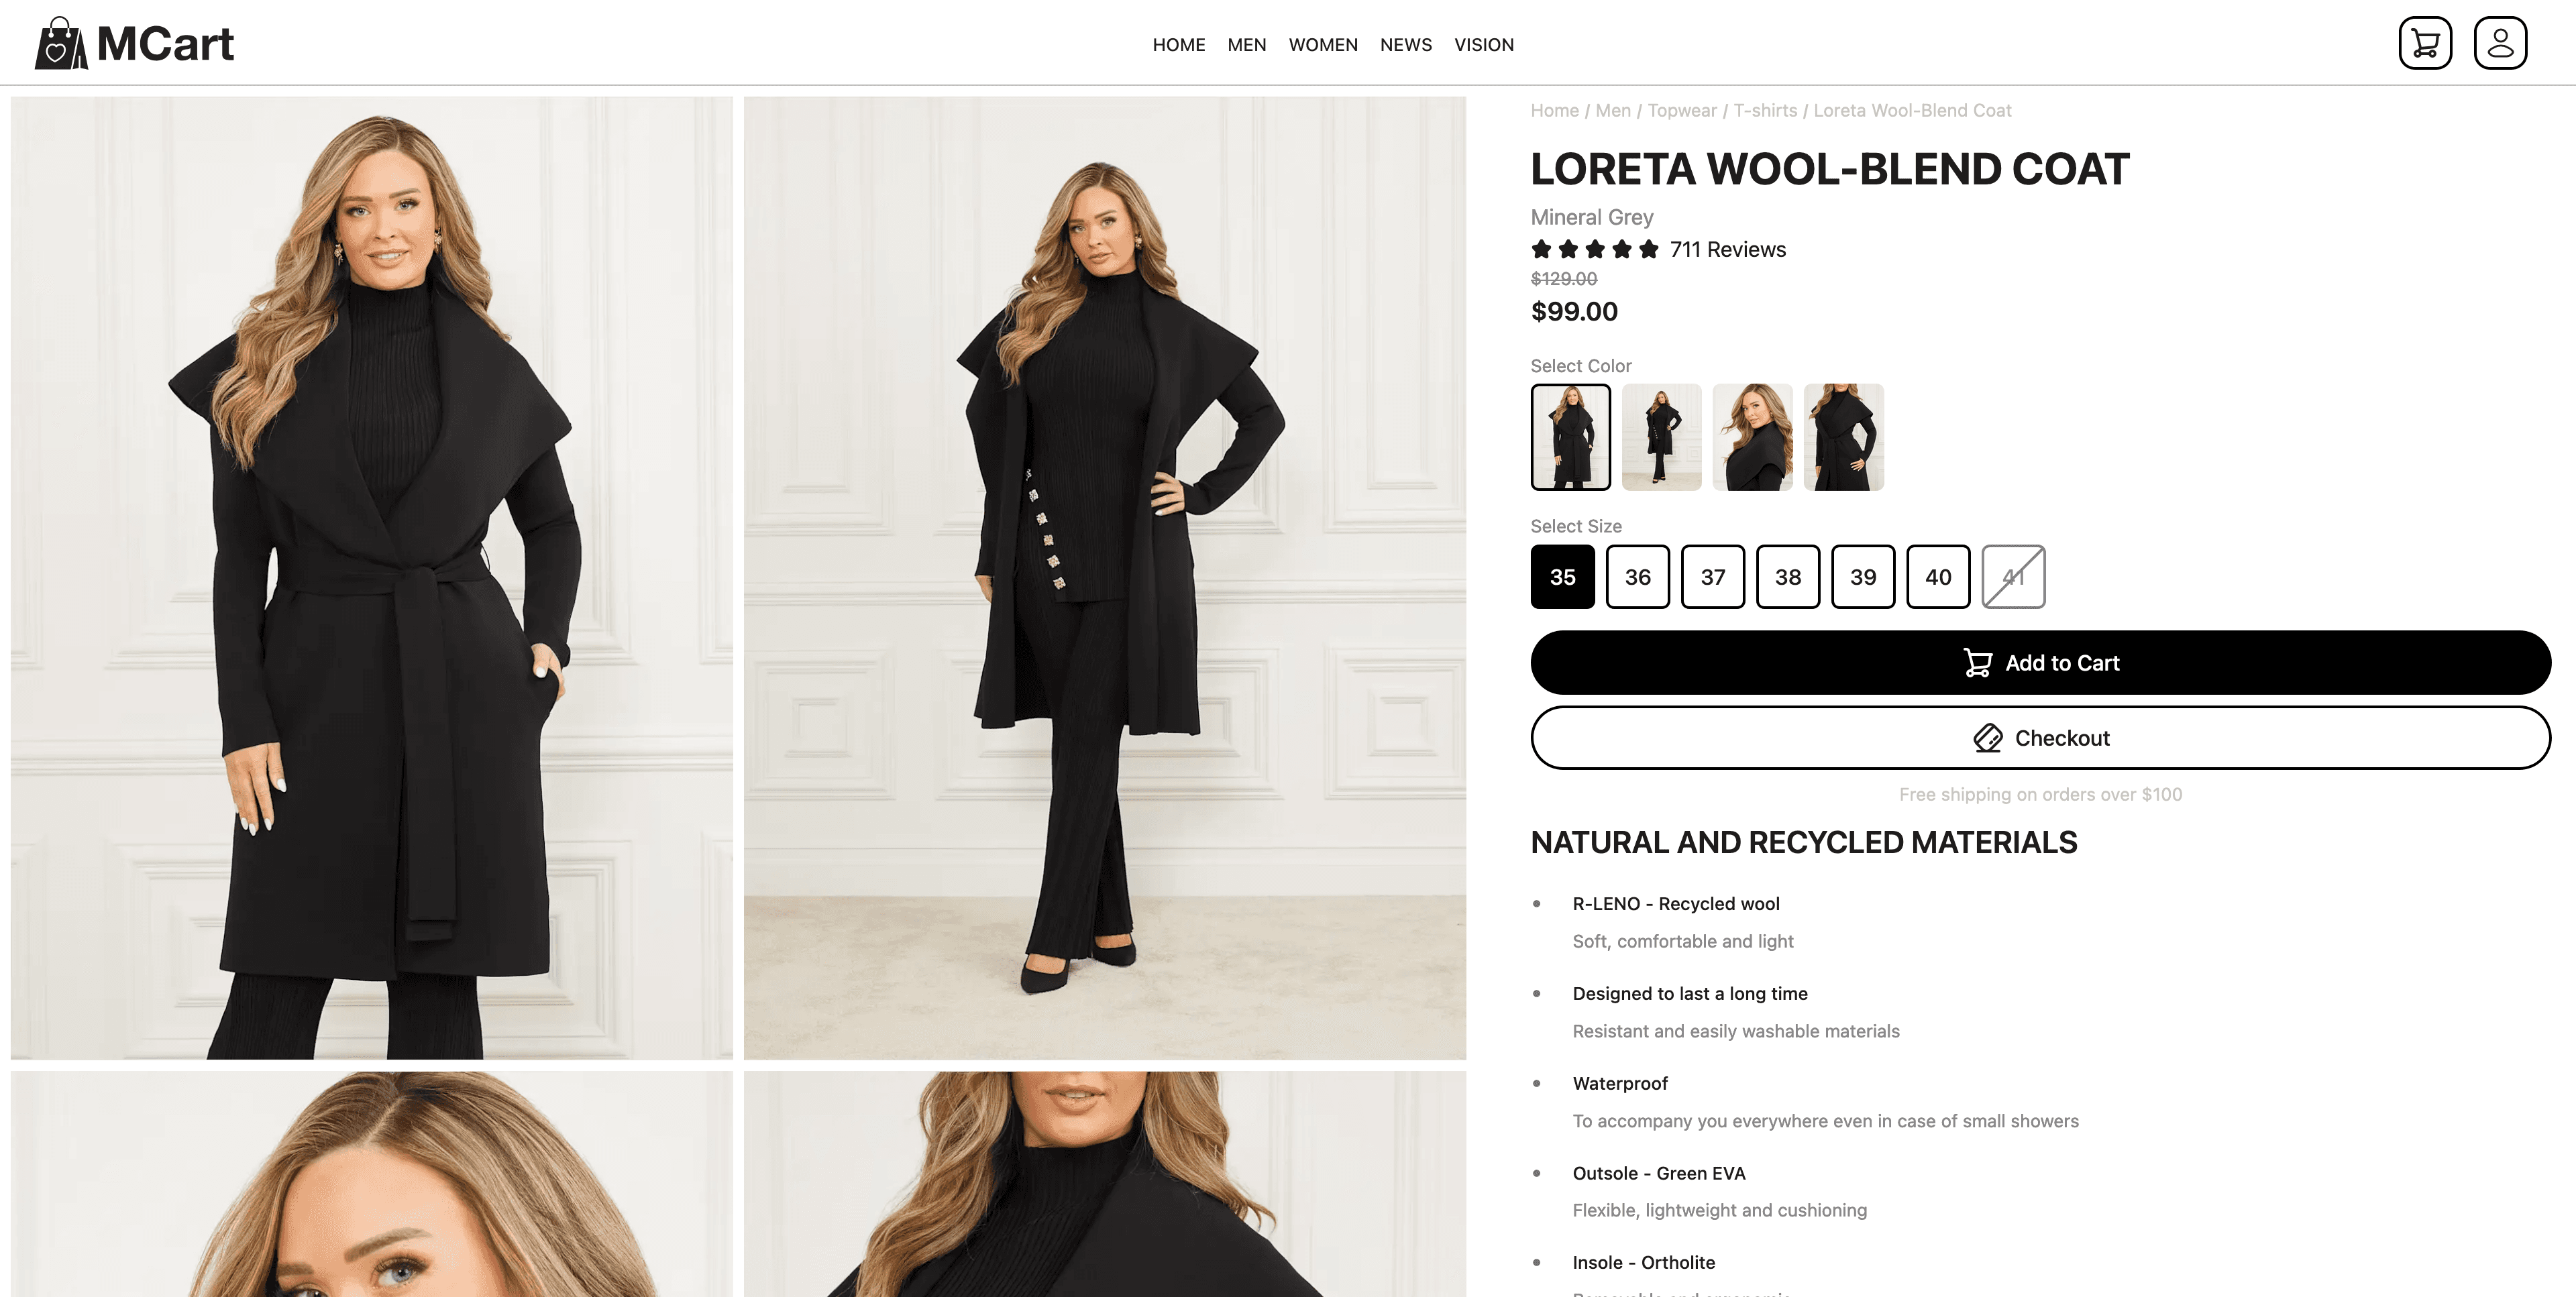 MCart
HOME MEN WOMEN NEWS VISION
Home / Men / Topwear / T-shirts / Loreta Wool-Blend Coat
LORETA WOOL-BLEND COAT
Mineral Grey
711 Reviews
$129.00
$99.00
Select Color
Select Size
35 36 37 38 39 40 41
Add to Cart
Checkout
Free shipping on orders over $100
NATURAL AND RECYCLED MATERIALS
R-LENO - Recycled wool
Soft, comfortable and light
Designed to last a long time
Resistant and easily washable materials
Waterproof
To accompany you everywhere even in case of small showers
Outsole - Green EVA
Flexible, lightweight and cushioning
Insole - Ortholite